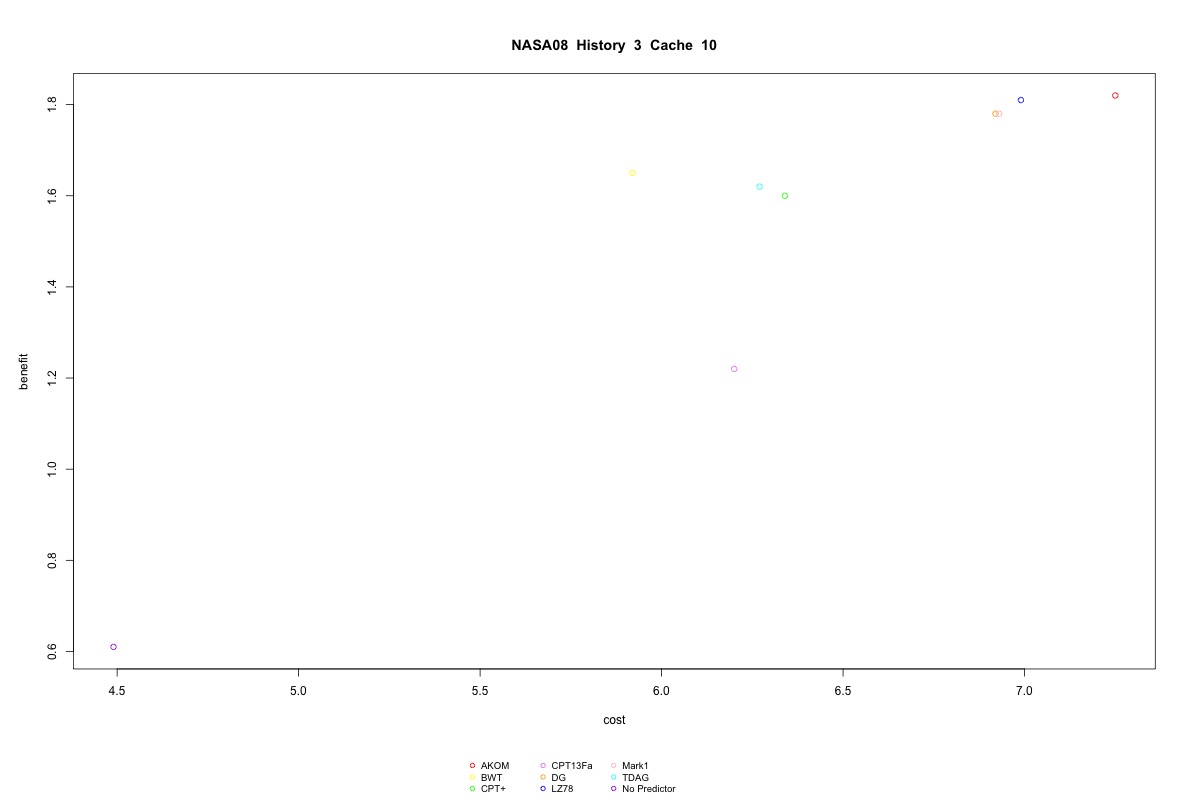 NASA08 History 3 Cache 10
1.8
1.6
1.4
1.2
1.0
0.8
0.6
benefit
4.5 5.0 5.5 6.0 6.5 7.0
cost
AKOM CPT13Fa Mark1
BWT DG TDAG
CPT+ LZ78 No Predictor